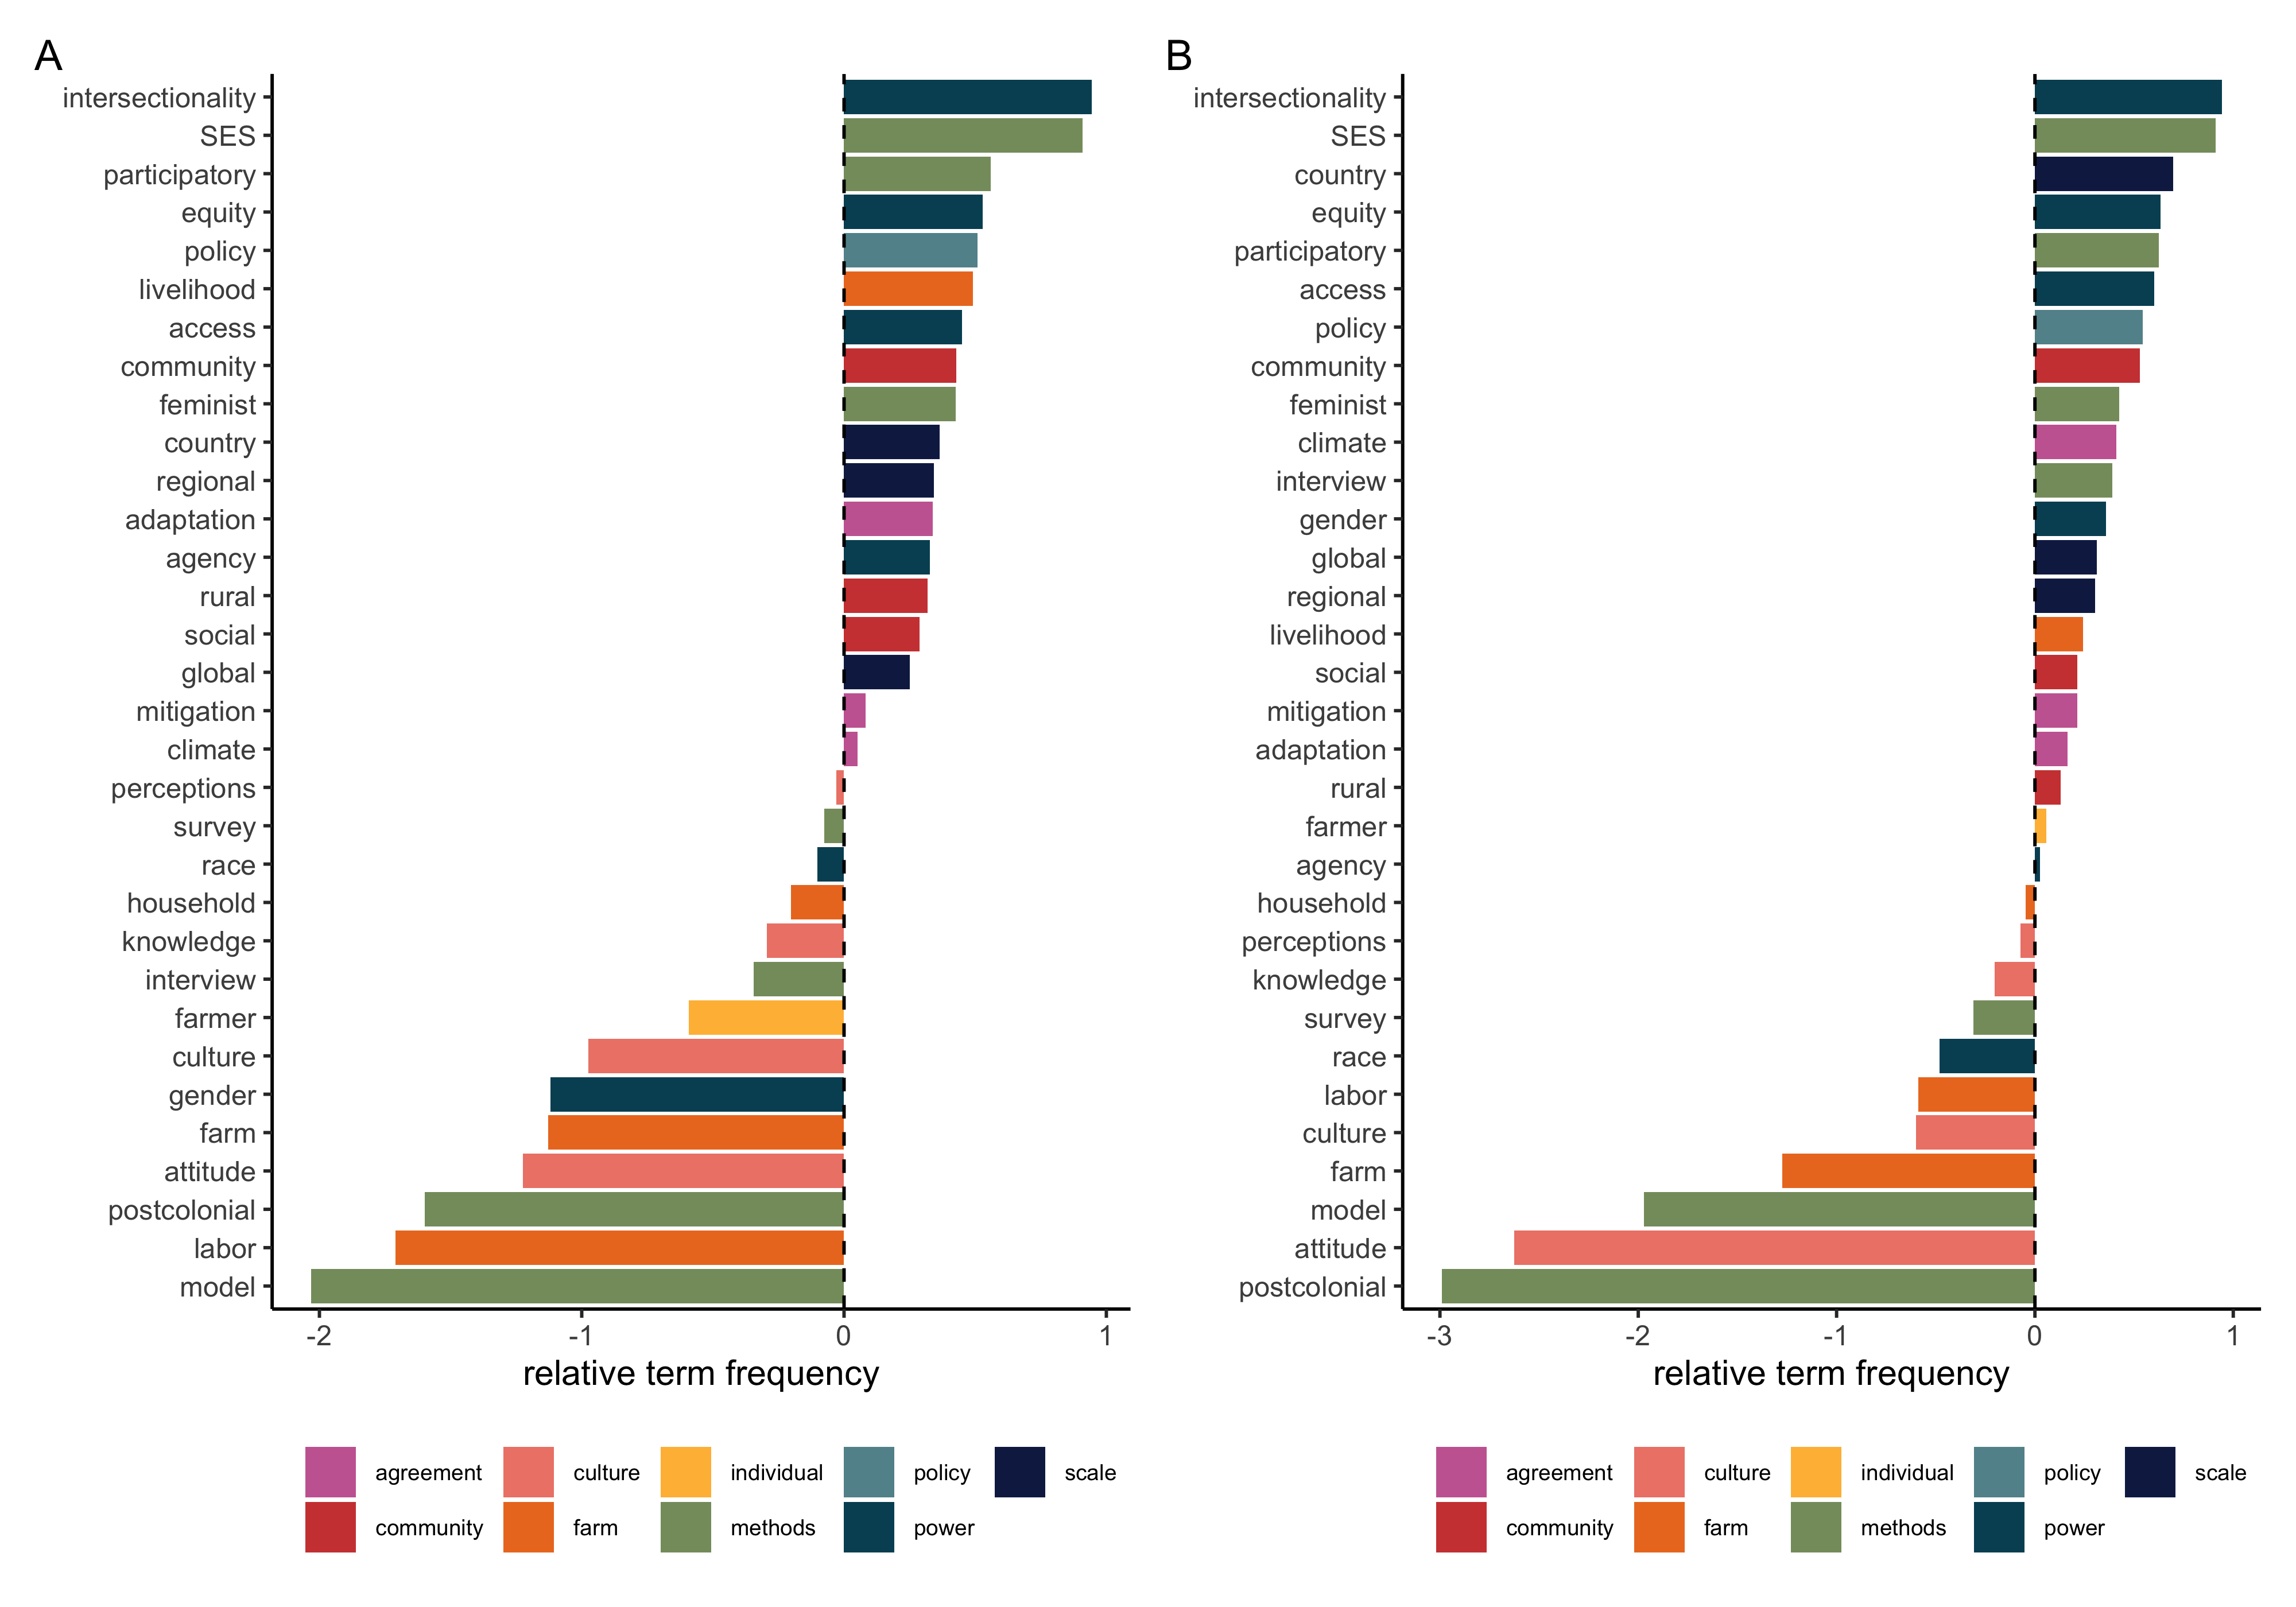 A
intersectionality
SES
participatory
equity
policy
livelihood
access
community
feminist
country
regional
adaptation
agency
rural
social
global
mitigation
climate
perceptions
survey
race
household
knowledge
interview
farmer
culture
gender
farm
attitude
postcolonial
labor
model
-2 -1 0 1
relative term frequency
agreement culture individual policy scale
community farm methods power
B
intersectionality
SES
country
equity
participatory
access
policy
community
feminist
climate
interview
gender
global
regional
livelihood
social
mitigation
adaptation
rural
farmer
agency
household
perceptions
knowledge
survey
race
labor
culture
farm
model
attitude
postcolonial
-3 -2 -1 0 1
relative term frequency
agreement culture individual policy scale
community farm methods power